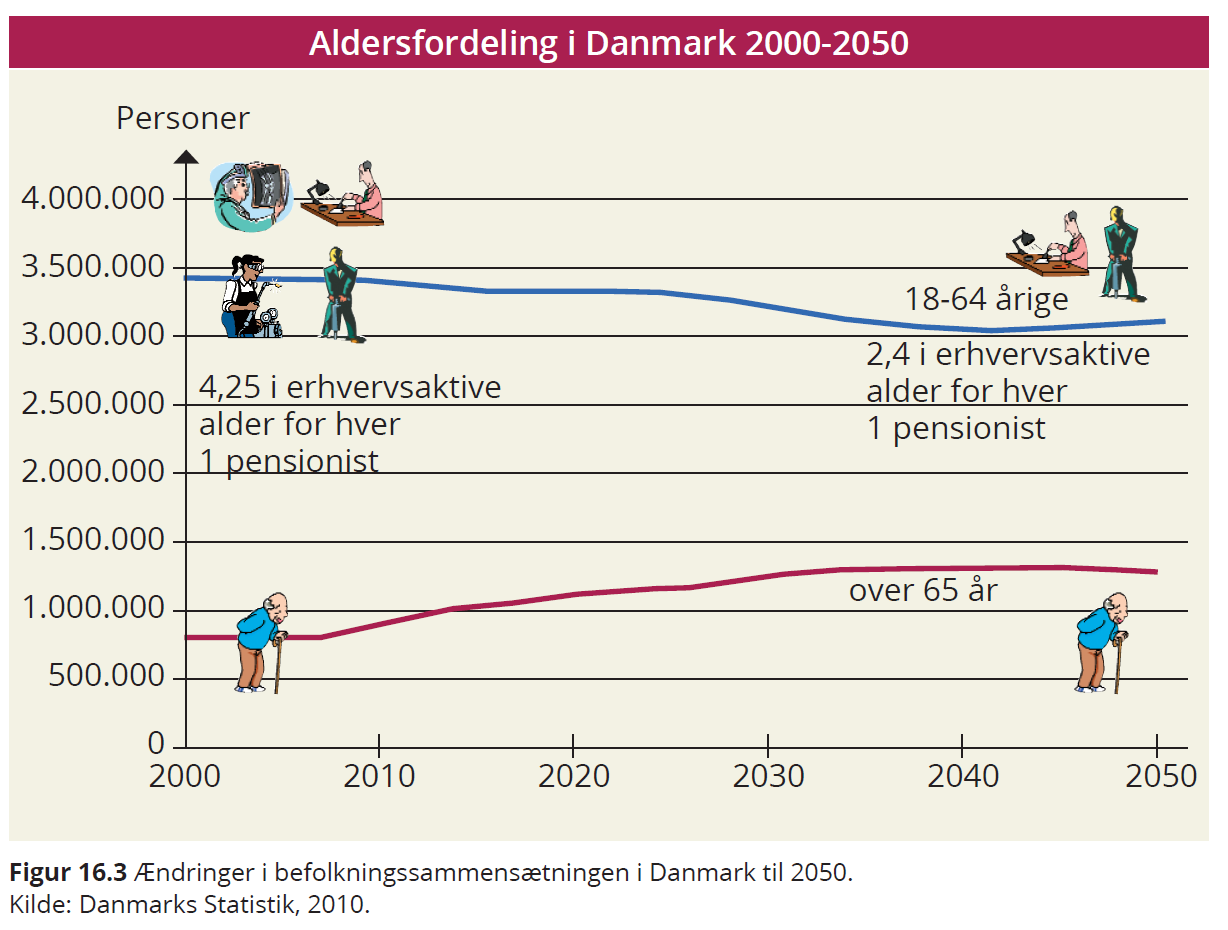 Aldersfordeling i Danmark 2000-2050
Personer
4.000.000
3.500.000
3.000.000
2.500.000
2.000.000
1.500.000
1.000.000
500.000
0
18-64 årige
4,25 i erhvervsaktive
alder for hver
1 pensionist
2,4 i erhvervsaktive
alder for hver
1 pensionist
over 65 år
2000 2010 2020 2030 2040 2050
Figur 16.3 Ændringer i befolkningssammensætningen i Danmark til 2050.
Kilde: Danmarks Statistik, 2010.